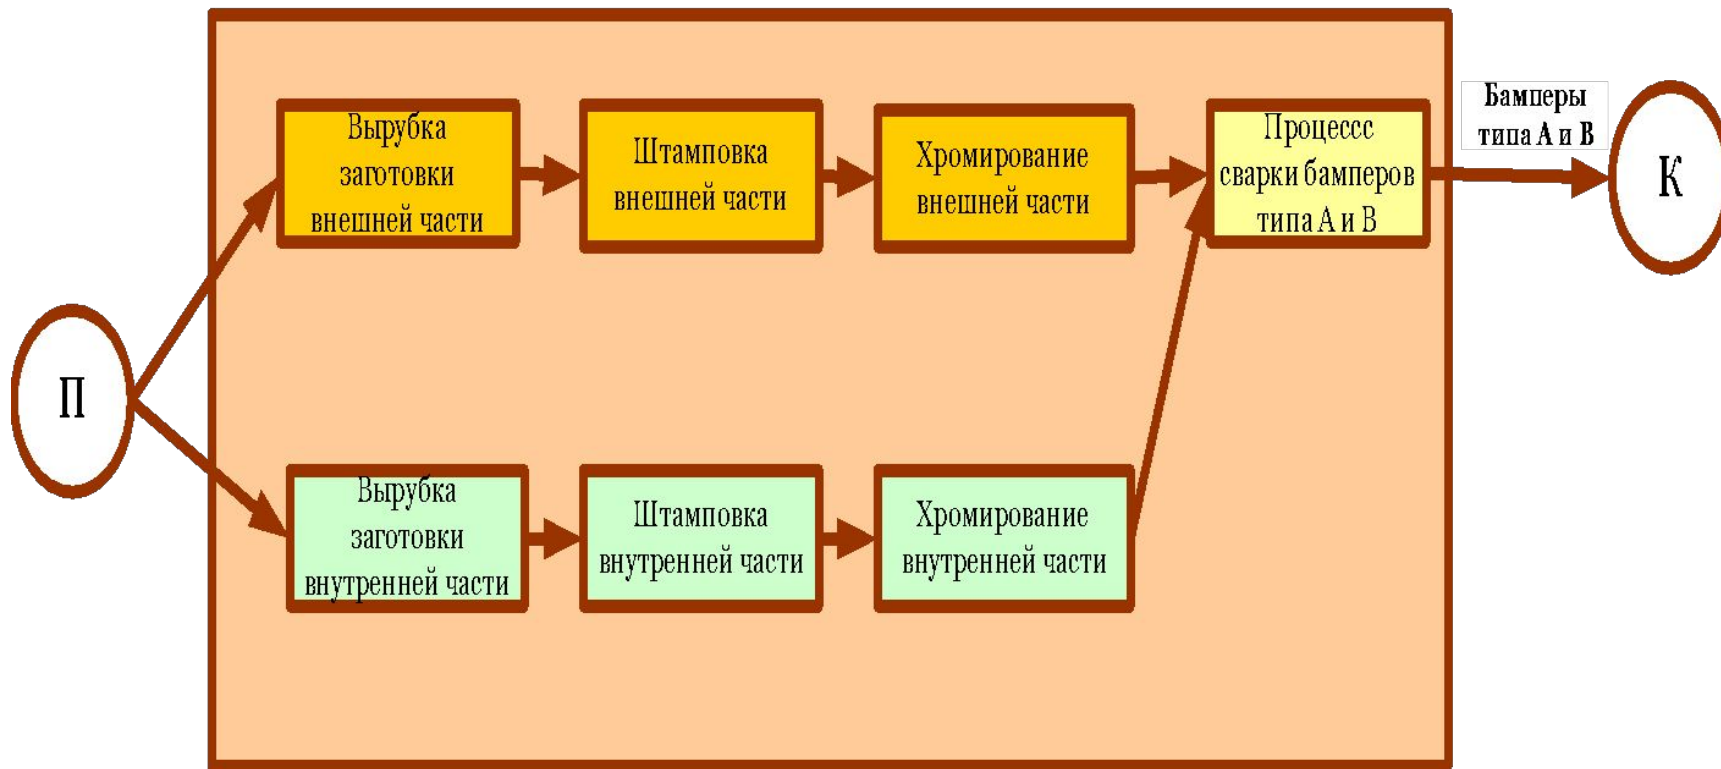 Вырубка
заготовки
внешней части
Штамповка
внешней части
Хромирование
внешней части
Процессс
сварки бамперов
типа А и В
Бамперы
типа А и В
К
П
Вырубка
заготовки
внутренней части
Штамповка
внутренней части
Хромирование
внутренней части